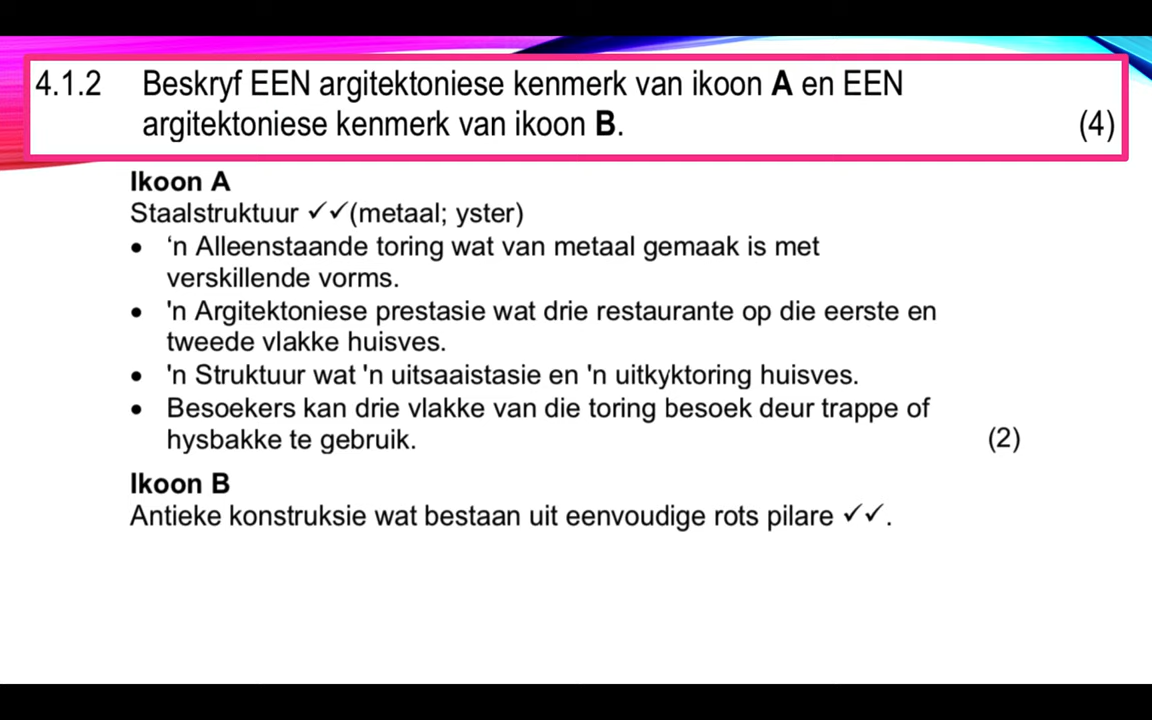 4.1.2 Beskryf EEN argitektoniese kenmerk van ikoon A en EEN
argitektoniese kenmerk van ikoon B. (4)
Ikoon A
Staalstruktuur ✓✓(metaal; yster)
• ‘n Alleenstaande toring wat van metaal gemaak is met
verskillende vorms.
• 'n Argitektoniese prestasie wat drie restaurante op die eerste en
tweede vlakke huisves.
• 'n Struktuur wat 'n uitsaaistasie en 'n uitkyktoring huisves.
• Besoekers kan drie vlakke van die toring besoek deur trappe of
hysbakke te gebruik. (2)
Ikoon B
Antieke konstruksie wat bestaan uit eenvoudige rots pilare ✓✓.